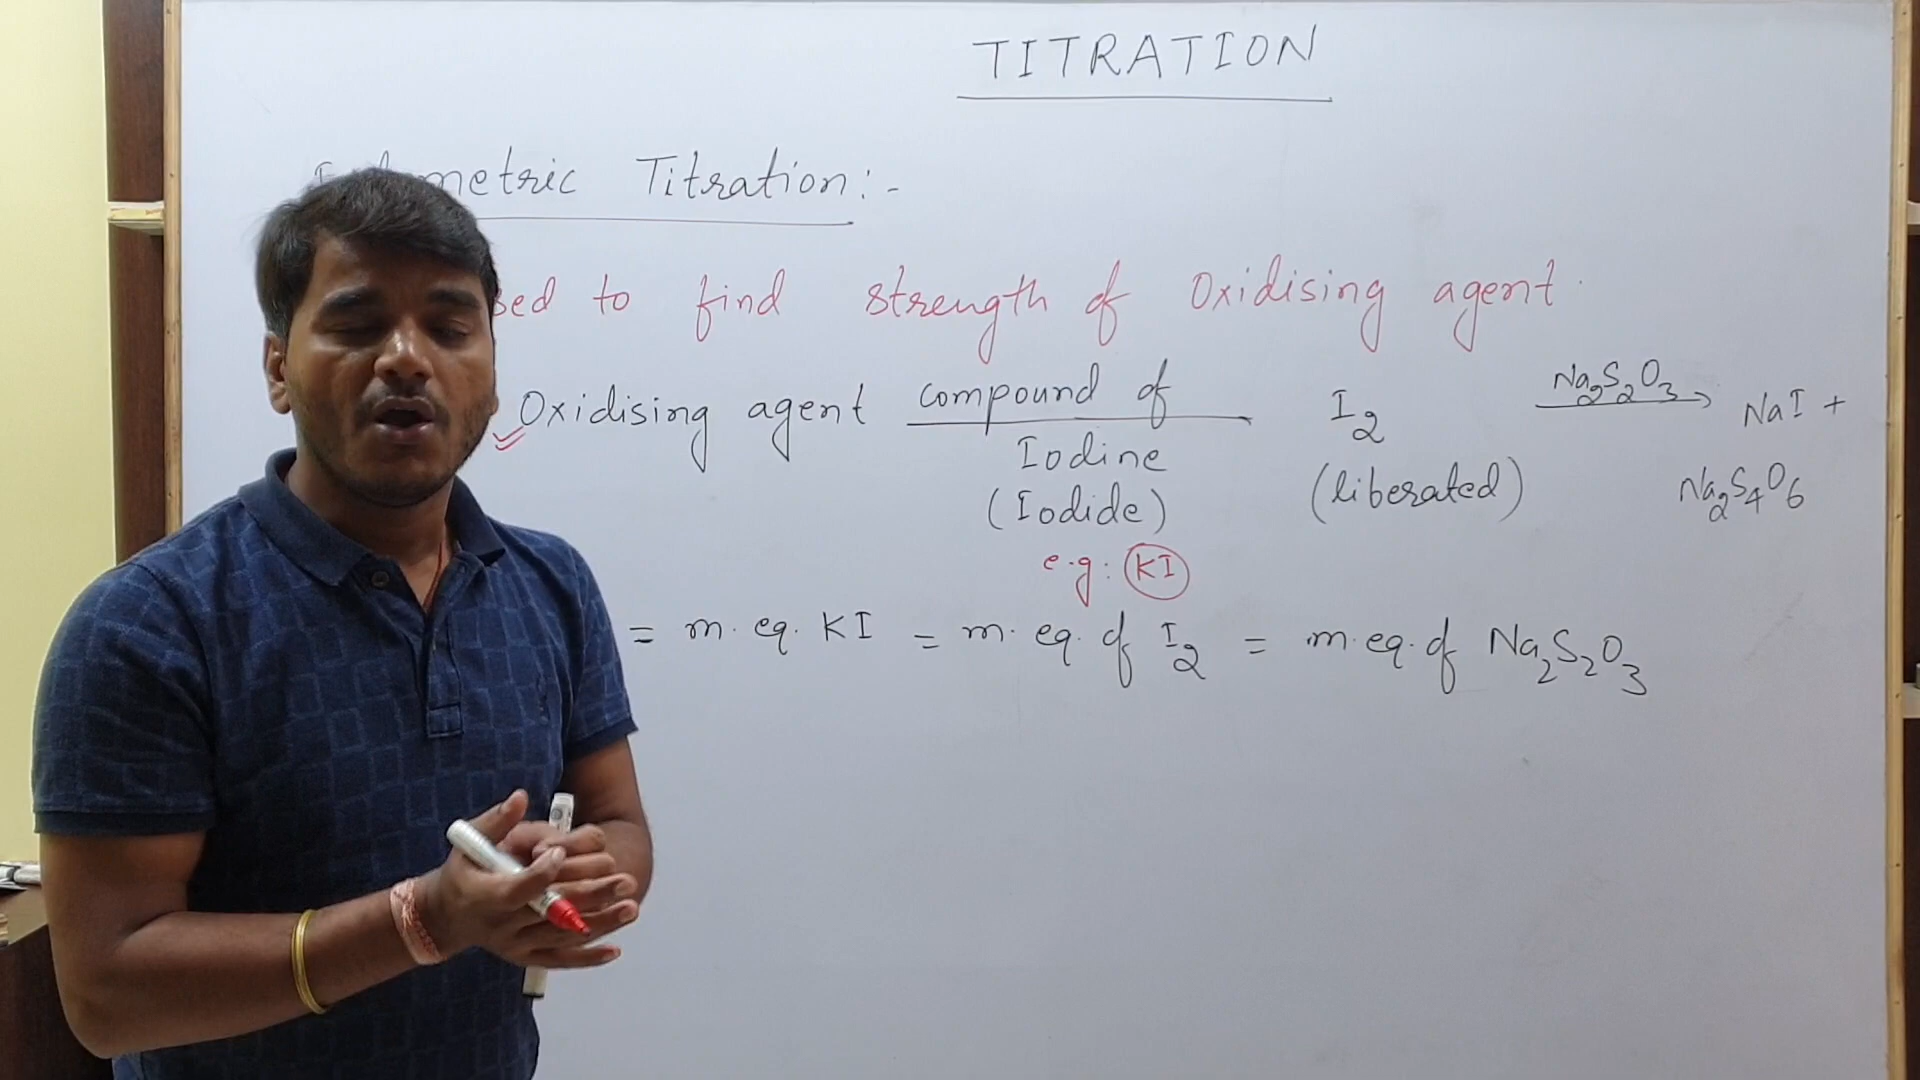 TITRATION
metric Titration:-
sed to find strength of Oxidising agent.
Oxidising agent compound of Iodine (Iodide) I2 (liberated) Na2S2O3 NaI + Na2S4O6
e.g: KI
= m.eq. KI = m.eq. of I2 = m.eq. of Na2S2O3